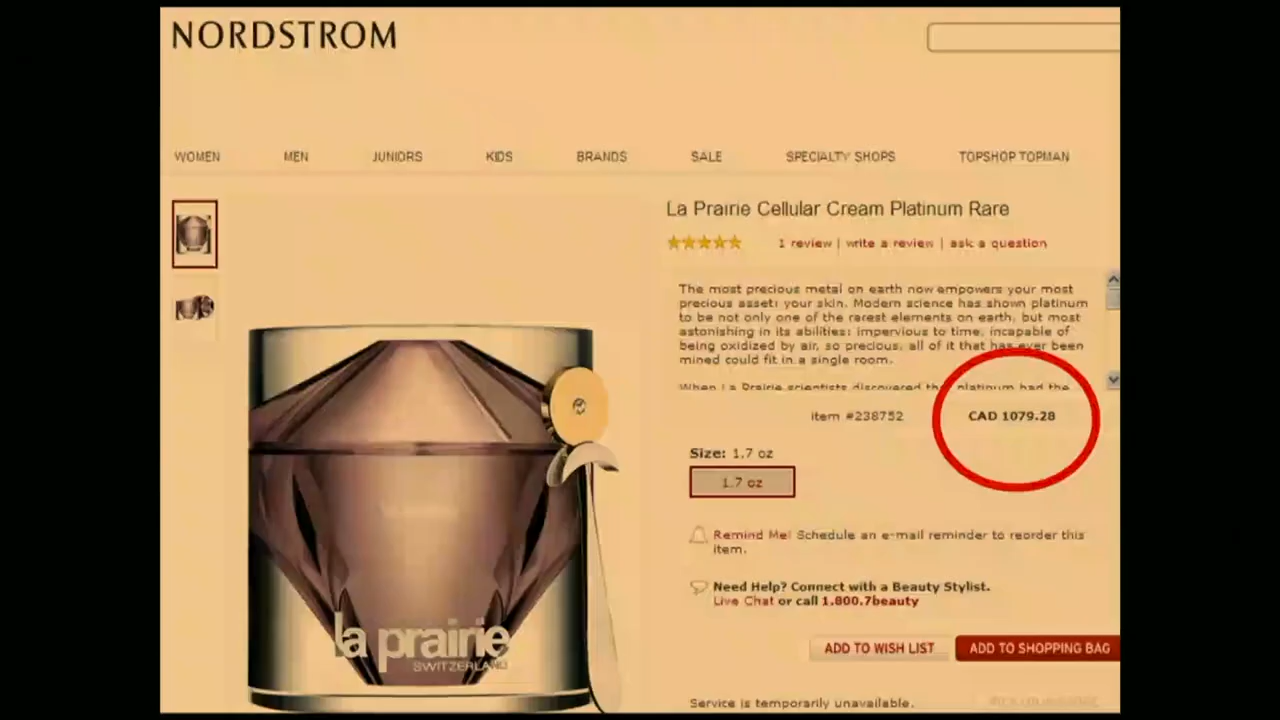 NORDSTROM
WOMEN MEN JUNIORS KIDS BRANDS SALE SPECIALTY SHOPS TOPSHOP TOPMAN
La Prairie Cellular Cream Platinum Rare
1 review | write a review | ask a question
The most precious metal on earth now empowers your most
precious asset: your skin. Modern science has shown platinum
to be not only one of the rarest elements on earth, but most
astonishing in its abilities: impervious to time, incapable of
being oxidized by air, so precious, all of it that has ever been
mined could fit in a single room.
When La Prairie scientists discovered that platinum had the
item #238752 CAD 1079.28
Size: 1.7 oz
1.7 oz
Remind Me! Schedule an e-mail reminder to reorder this
item.
Need Help? Connect with a Beauty Stylist.
Live Chat or call 1.800.7beauty
la prairie
SWITZERLAND
ADD TO WISH LIST ADD TO SHOPPING BAG
Service is temporarily unavailable.